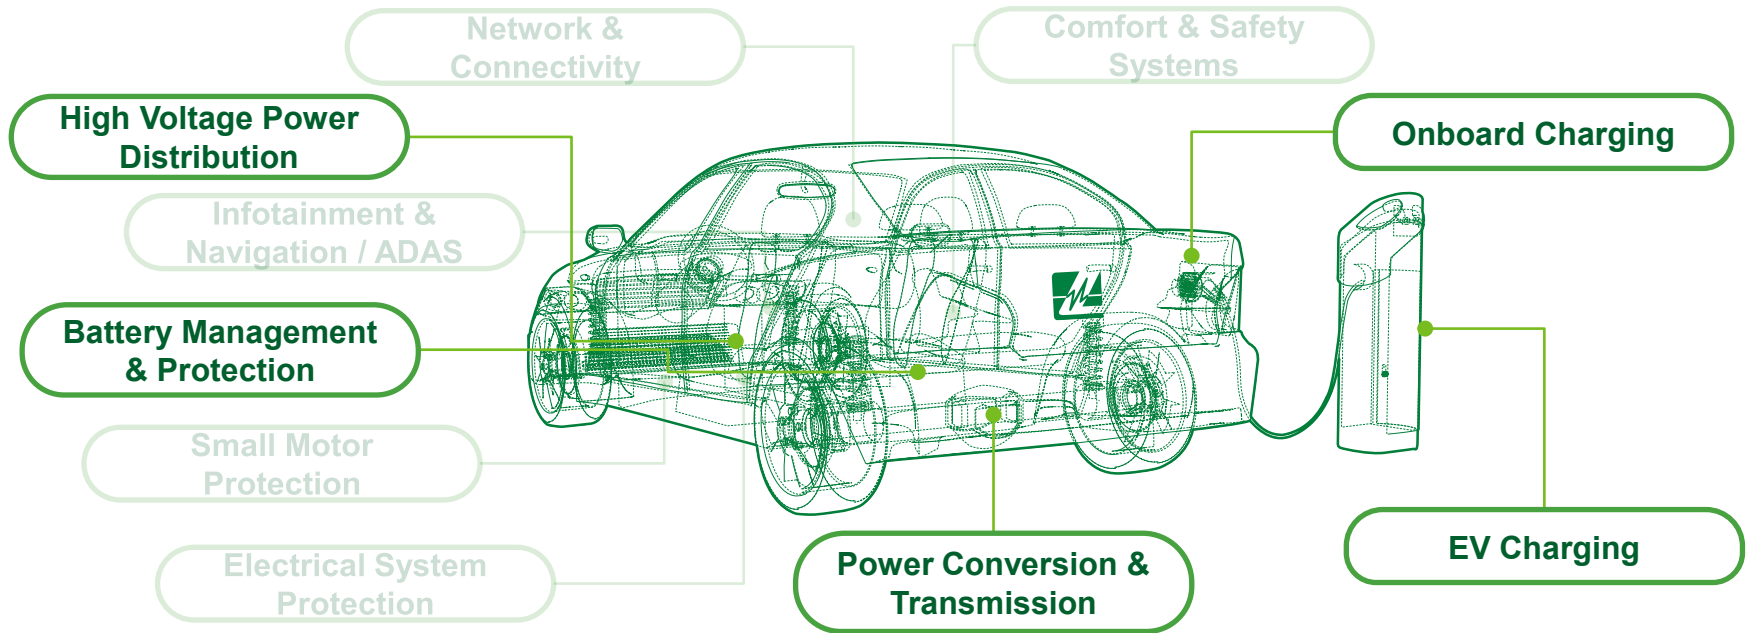 Network &
Connectivity
Comfort & Safety
Systems
High Voltage Power
Distribution
Onboard Charging
Infotainment &
Navigation / ADAS
Battery Management
& Protection
Small Motor
Protection
Electrical System
Protection
Power Conversion &
Transmission
EV Charging